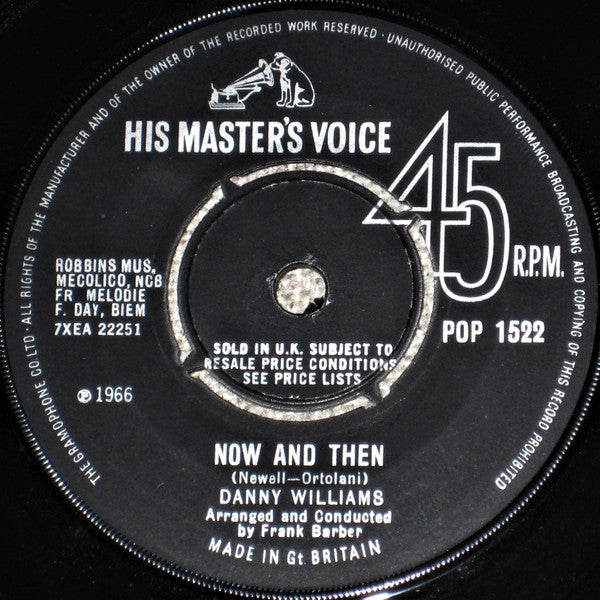 THE GRAMOPHONE CO. LTD · ALL RIGHTS OF THE MANUFACTURER AND OF THE OWNER OF THE RECORDED WORK RESERVED · UNAUTHORISED PUBLIC PERFORMANCE BROADCASTING AND COPYING OF THIS RECORD PROHIBITED
HIS MASTER'S VOICE
45
R.P.M.
ROBBINS MUS.
MECOLICO, NCB
FR MELODIE
F. DAY, BIEM
7XEA 22251
POP 1522
SOLD IN U.K. SUBJECT TO
RESALE PRICE CONDITIONS
SEE PRICE LISTS
℗ 1966
NOW AND THEN
(Newell—Ortolani)
DANNY WILLIAMS
Arranged and Conducted
by Frank Barber
MADE IN Gt. BRITAIN